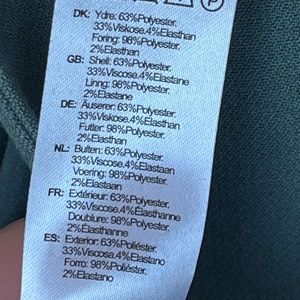 P
DK: Ydre: 63%Polyester.
33%Viskose.4%Elasthan
Foring: 98%Polyester.
2%Elasthan
GB: Shell: 63%Polyester.
33%Viscose.4%Elastane
Lining: 98%Polyester.
2%Elastane
DE: Äuserer: 63%Polyester.
33%Viskose.4%Elasthan
Futter: 98%Polyester.
2%Elasthan
NL: Buiten: 63%Polyester.
33%Viscose.4%Elastaan
Voering: 98%Polyester.
2%Elastaan
FR: Extérieur: 63%Polyester.
33%Viscose.4%Élasthanne
Doublure: 98%Polyester.
2%Élasthanne
ES: Exterior: 63%Poliéster.
33%Viscosa.4%Elastano
Forro: 98%Poliéster.
2%Elastano